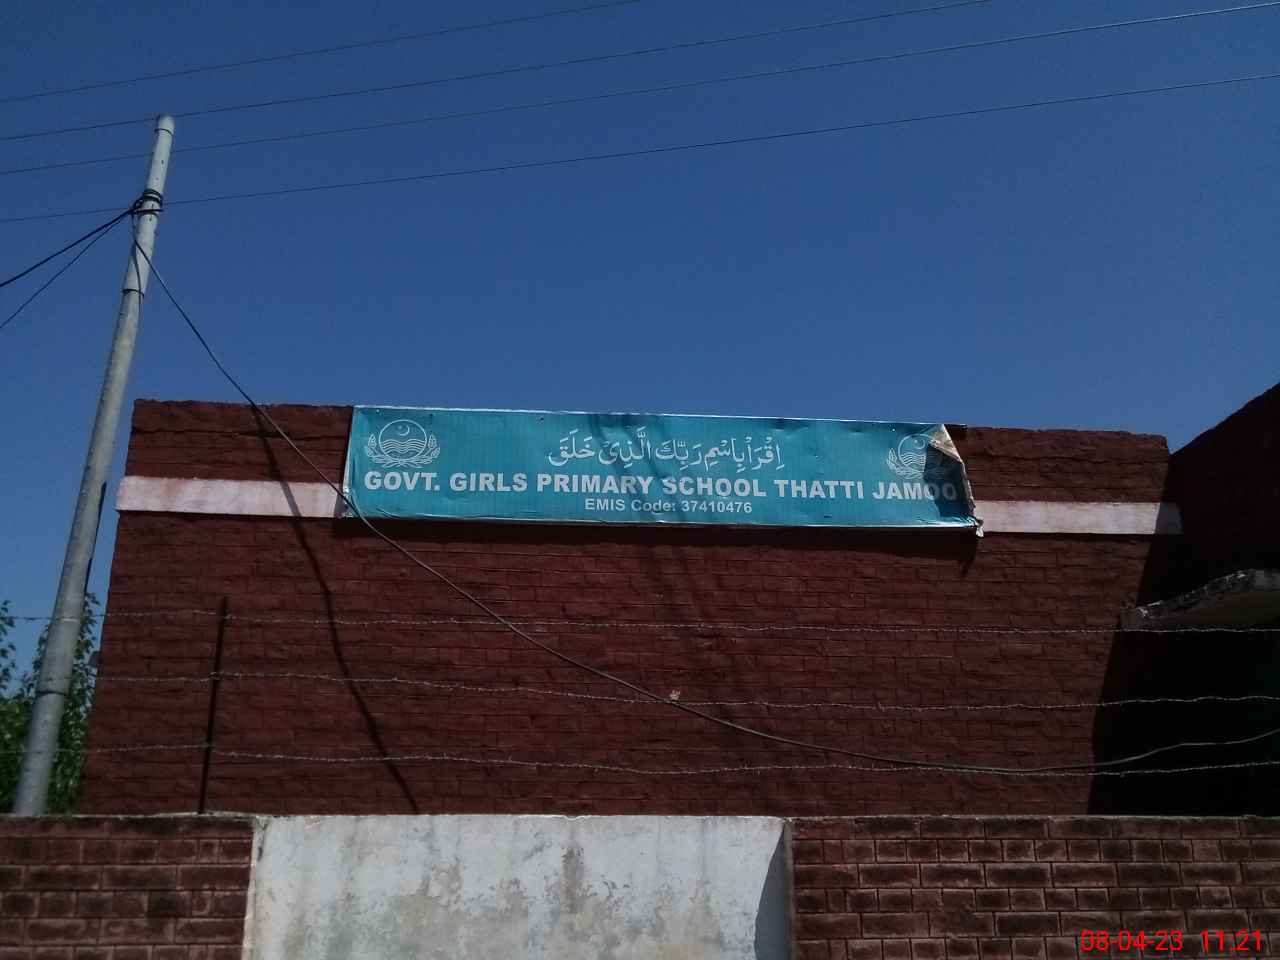 اِقْرَاْ بِاسْمِ رَبِّكَ الَّذِیْ خَلَقَ
GOVT. GIRLS PRIMARY SCHOOL THATTI JAMOO
EMIS Code: 37410476
08-04-23 11.21